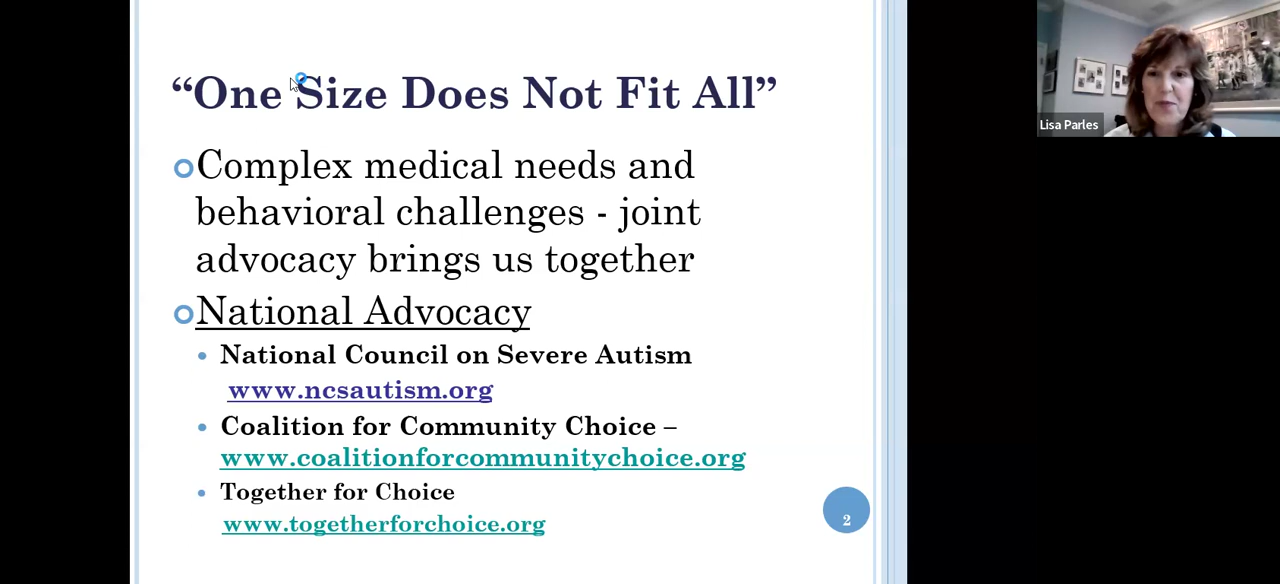 “One Size Does Not Fit All”
Complex medical needs and
behavioral challenges - joint
advocacy brings us together
National Advocacy
National Council on Severe Autism
www.ncsautism.org
Coalition for Community Choice –
www.coalitionforcommunitychoice.org
Together for Choice
www.togetherforchoice.org
2
Lisa Parles